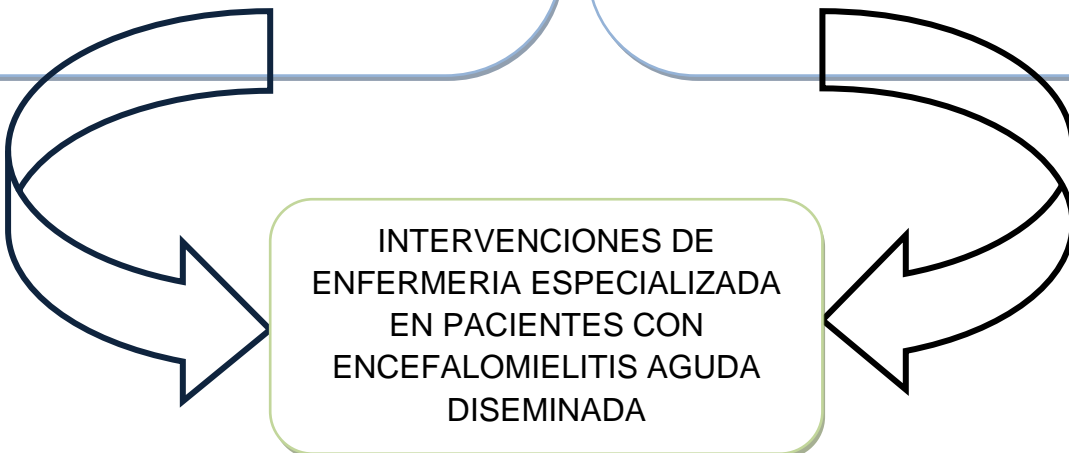 INTERVENCIONES DE
ENFERMERIA ESPECIALIZADA
EN PACIENTES CON
ENCEFALOMIELITIS AGUDA
DISEMINADA